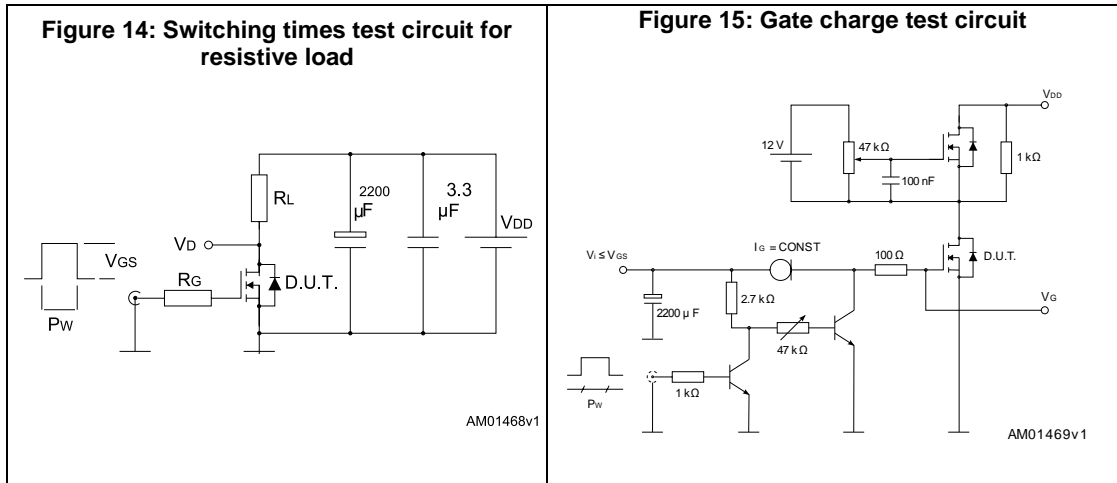 Figure 14: Switching times test circuit for
resistive load
RL
2200
µF
3.3
µF
VDD
VD
VGS
RG
D.U.T.
PW
AM01468v1
Figure 15: Gate charge test circuit
VDD
12 V
47 kΩ
1 kΩ
100 nF
Vi ≤ VGS
IG = CONST
100 Ω
D.U.T.
2.7 kΩ
VG
2200 µF
47 kΩ
1 kΩ
PW
AM01469v1